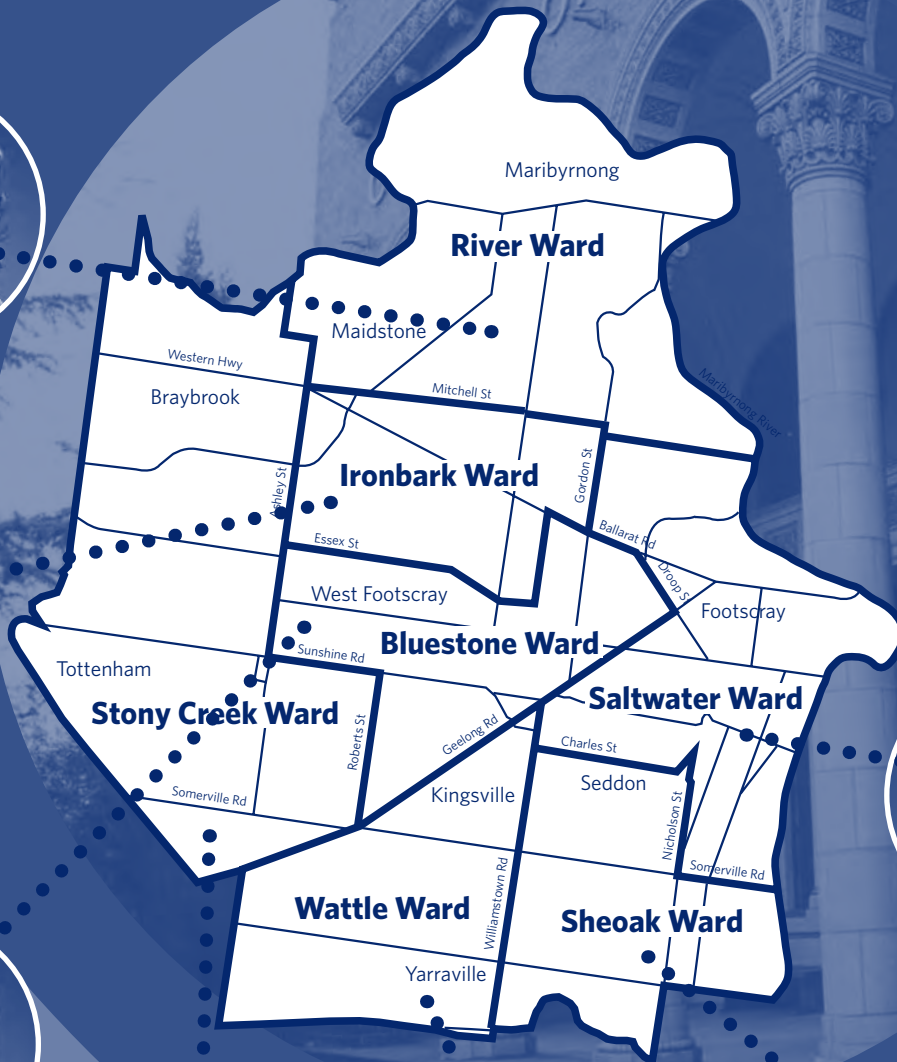 Maribyrnong
River Ward
Maidstone
Western Hwy
Mitchell St
Maribyrnong River
Braybrook
Ironbark Ward
Gordon St
Ashley St
Essex St
Ballarat Rd
Droop St
West Footscray
Footscray
Bluestone Ward
Sunshine Rd
Tottenham
Saltwater Ward
Stony Creek Ward
Roberts St
Geelong Rd
Charles St
Seddon
Kingsville
Somerville Rd
Nicholson St
Somerville Rd
Wattle Ward
Williamstown Rd
Sheoak Ward
Yarraville